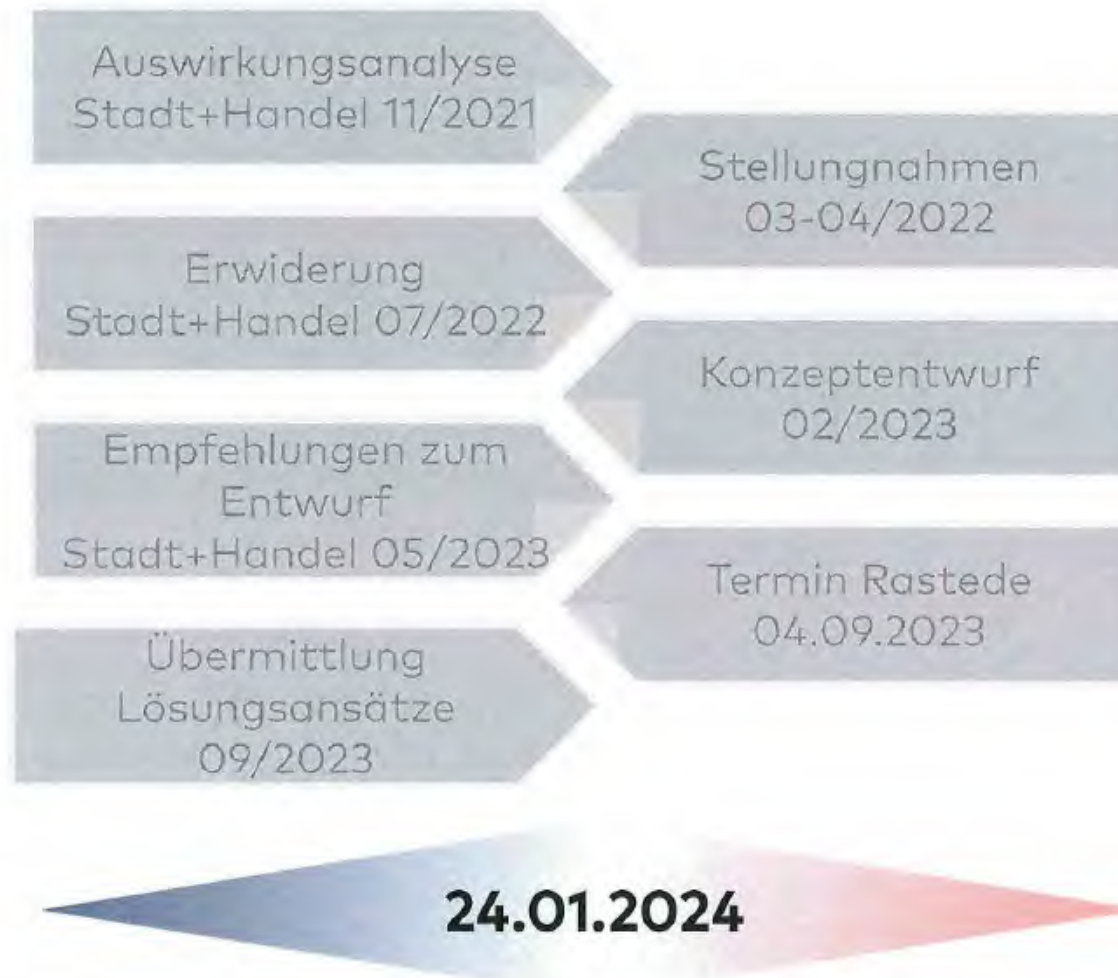 Auswirkungsanalyse
Stadt+Handel 11/2021
Stellungnahmen
03-04/2022
Erwiderung
Stadt+Handel 07/2022
Konzeptentwurf
02/2023
Empfehlungen zum
Entwurf
Stadt+Handel 05/2023
Termin Rastede
04.09.2023
Übermittlung
Lösungsansätze
09/2023
24.01.2024